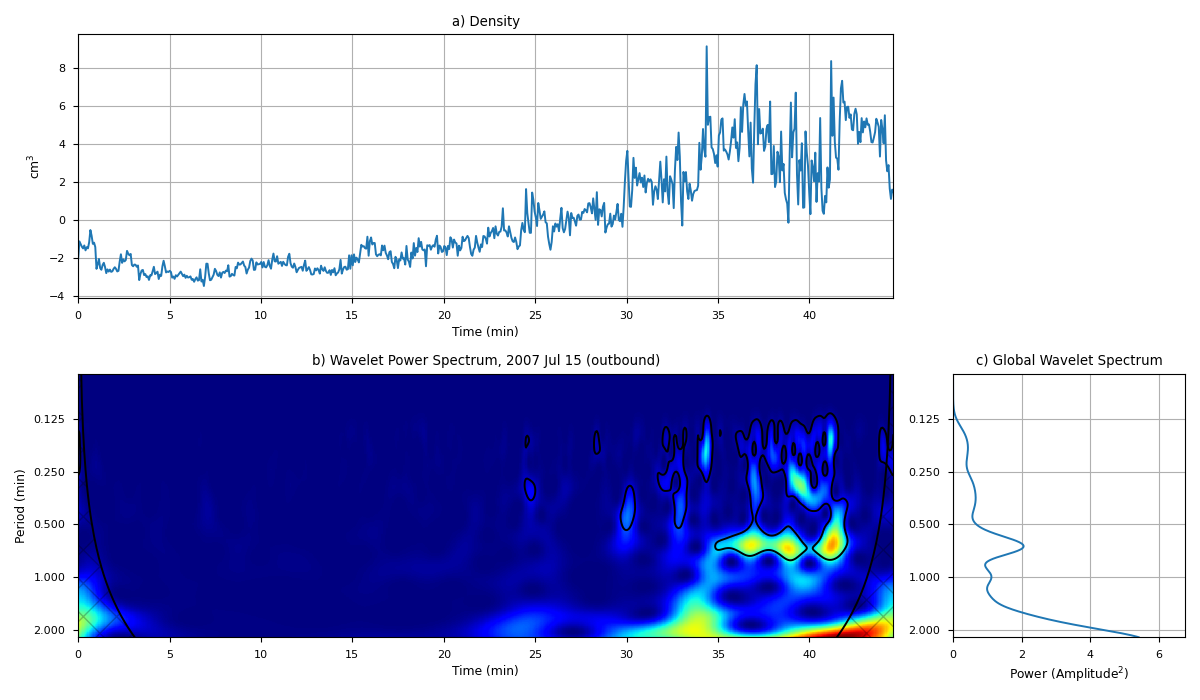 a) Density
8
6
4
2
0
−2
−4
cm³
0 5 10 15 20 25 30 35 40
Time (min)
b) Wavelet Power Spectrum, 2007 Jul 15 (outbound)
0.125
0.250
0.500
1.000
2.000
Period (min)
0 5 10 15 20 25 30 35 40
Time (min)
c) Global Wavelet Spectrum
0.125
0.250
0.500
1.000
2.000
0 2 4 6
Power (Amplitude²)